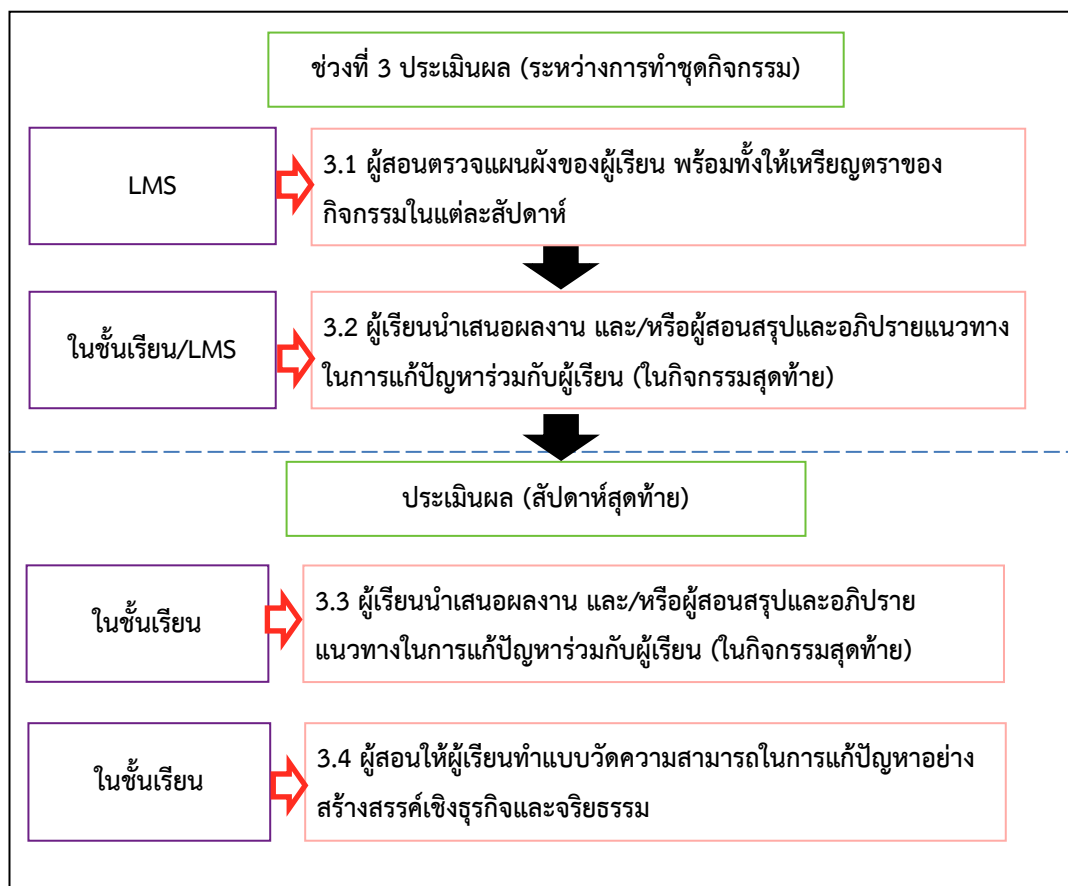 ช่วงที่ 3 ประเมินผล (ระหว่างการทำชุดกิจกรรม)
LMS
3.1 ผู้สอนตรวจแผนผังของผู้เรียน พร้อมทั้งให้เหรียญตราของ
กิจกรรมในแต่ละสัปดาห์
ในชั้นเรียน/LMS
3.2 ผู้เรียนนำเสนอผลงาน และ/หรือผู้สอนสรุปและอภิปรายแนวทาง
ในการแก้ปัญหาร่วมกับผู้เรียน (ในกิจกรรมสุดท้าย)
ประเมินผล (สัปดาห์สุดท้าย)
ในชั้นเรียน
3.3 ผู้เรียนนำเสนอผลงาน และ/หรือผู้สอนสรุปและอภิปราย
แนวทางในการแก้ปัญหาร่วมกับผู้เรียน (ในกิจกรรมสุดท้าย)
ในชั้นเรียน
3.4 ผู้สอนให้ผู้เรียนทำแบบวัดความสามารถในการแก้ปัญหาอย่าง
สร้างสรรค์เชิงธุรกิจและจริยธรรม